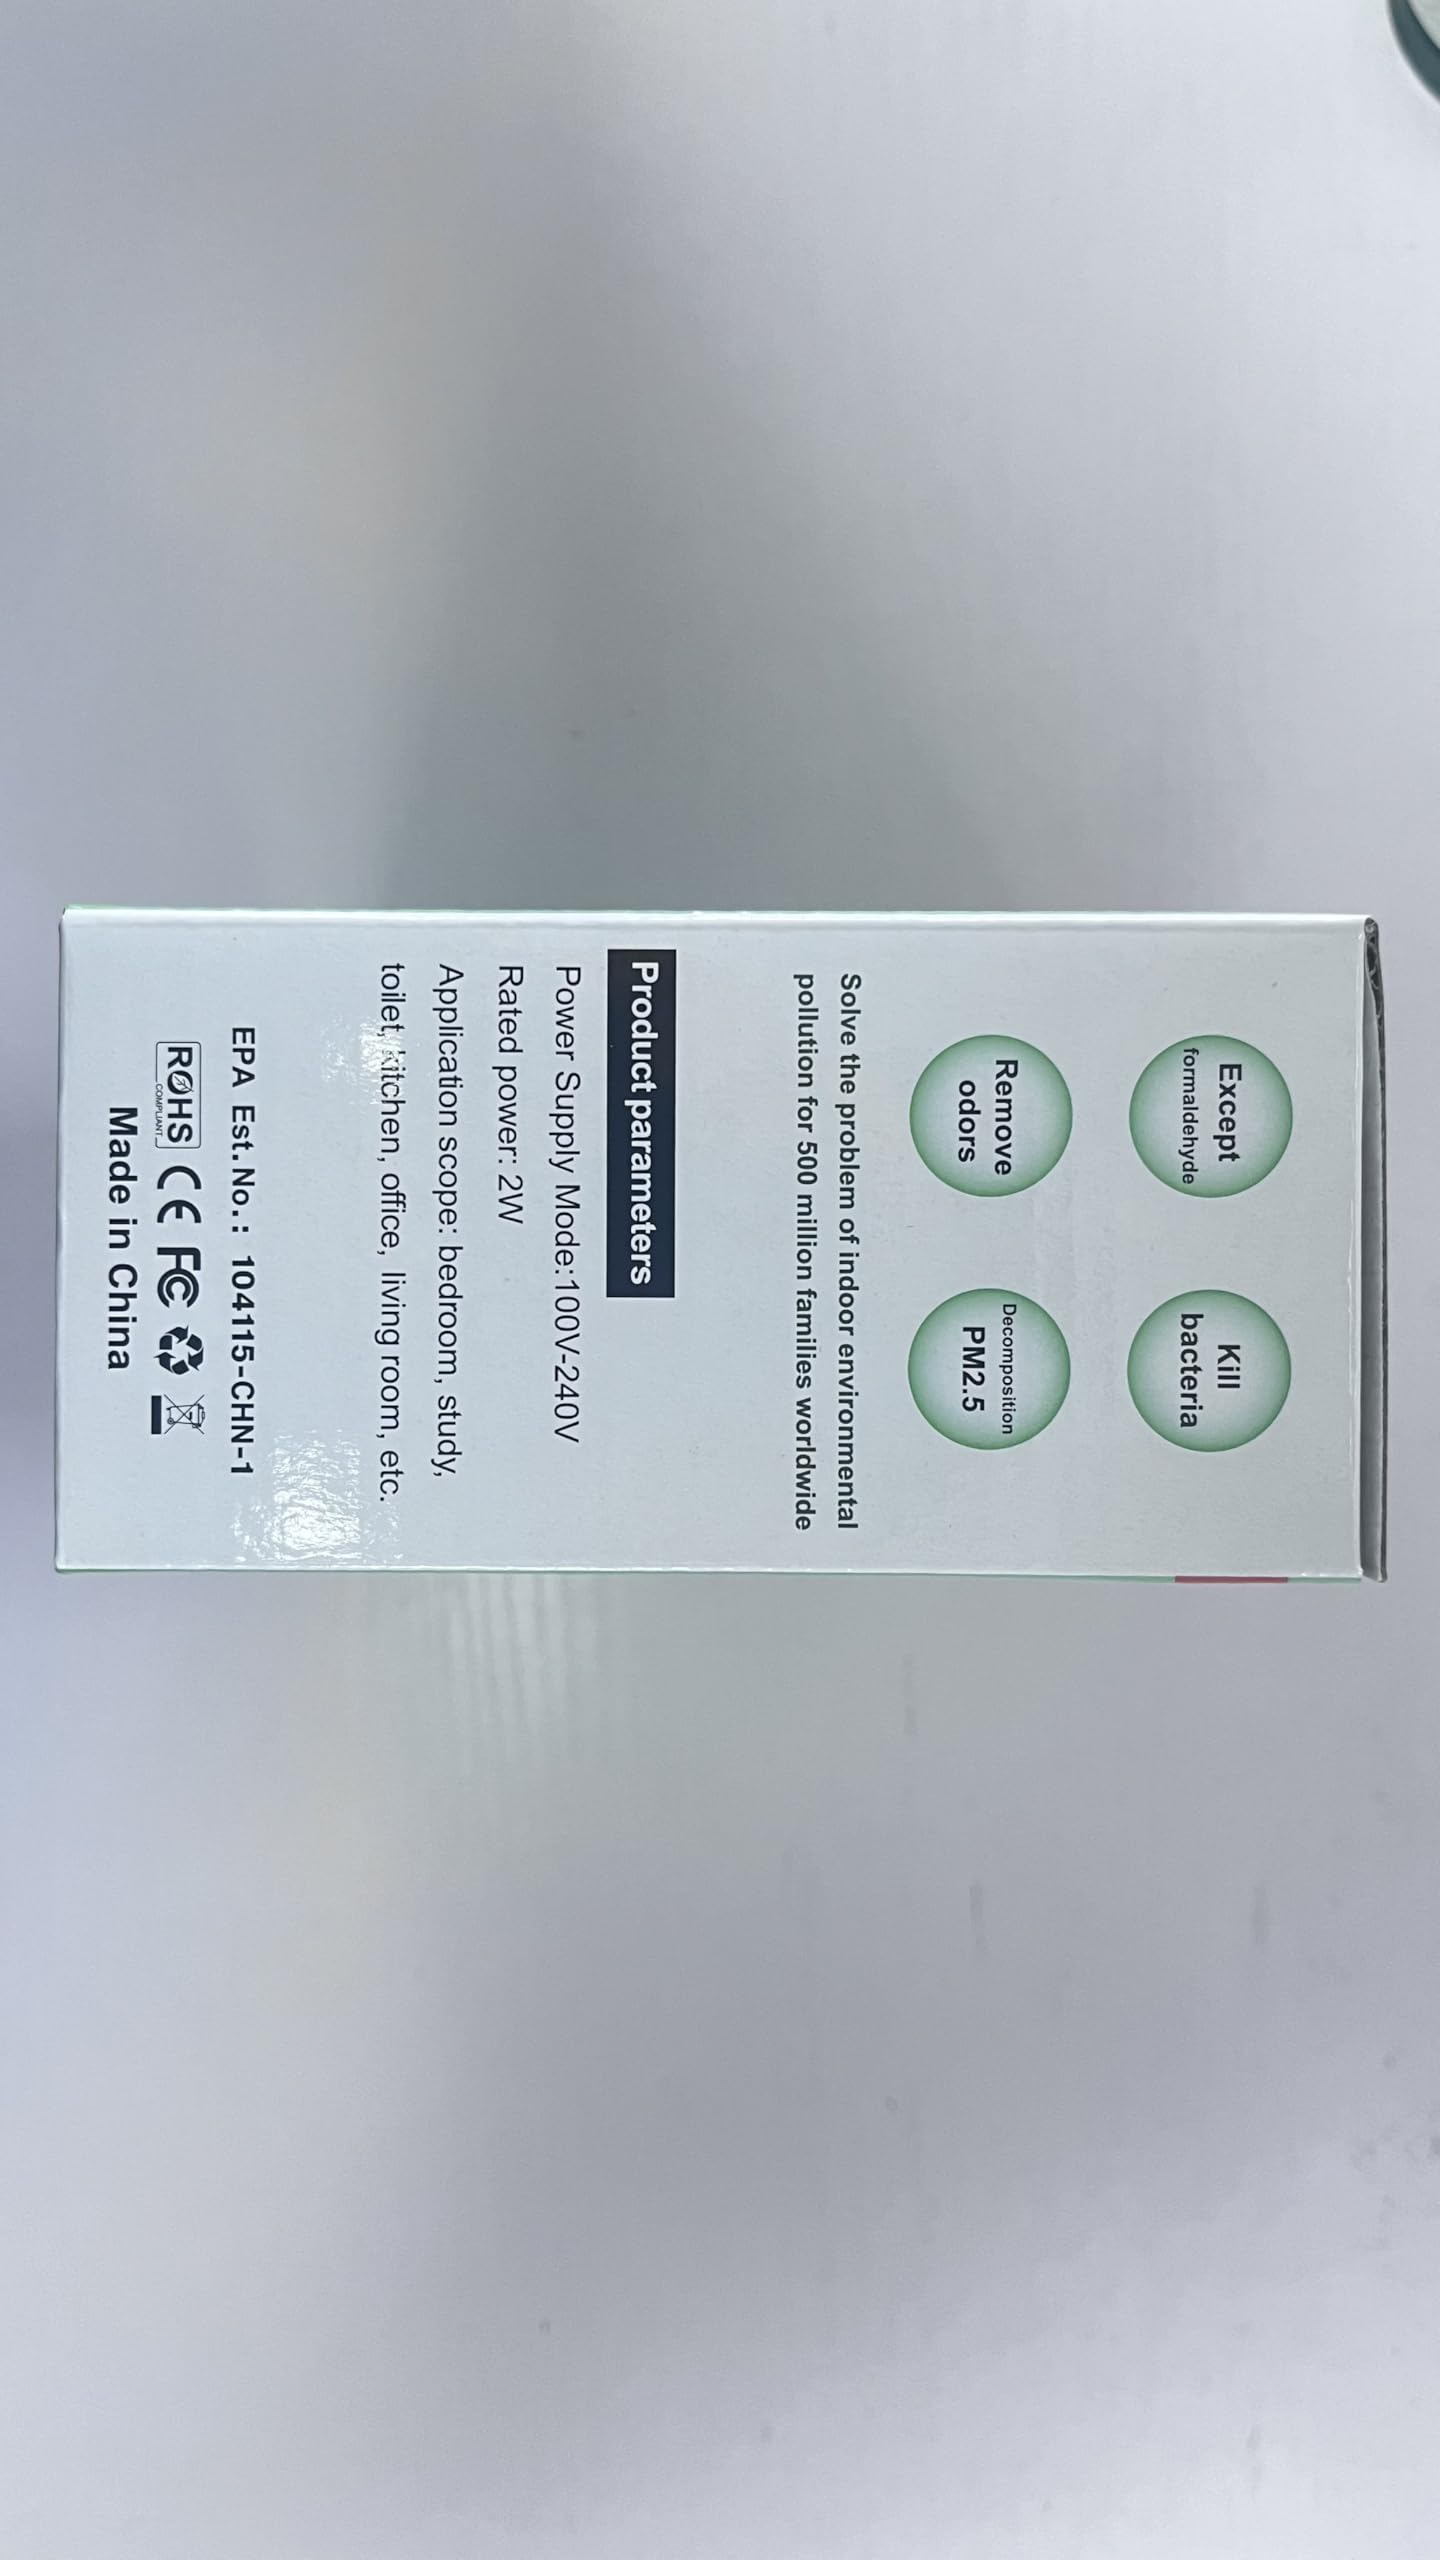 Except
formaldehyde
Kill
bacteria
Remove
odors
Decomposition
PM2.5
Solve the problem of indoor environmental
pollution for 500 million families worldwide
Product parameters
Power Supply Mode:100V-240V
Rated power: 2W
Application scope: bedroom, study,
toilet, kitchen, office, living room, etc.
EPA Est.No.: 104115-CHN-1
ROHS
COMPLIANT
CE FC
Made in China